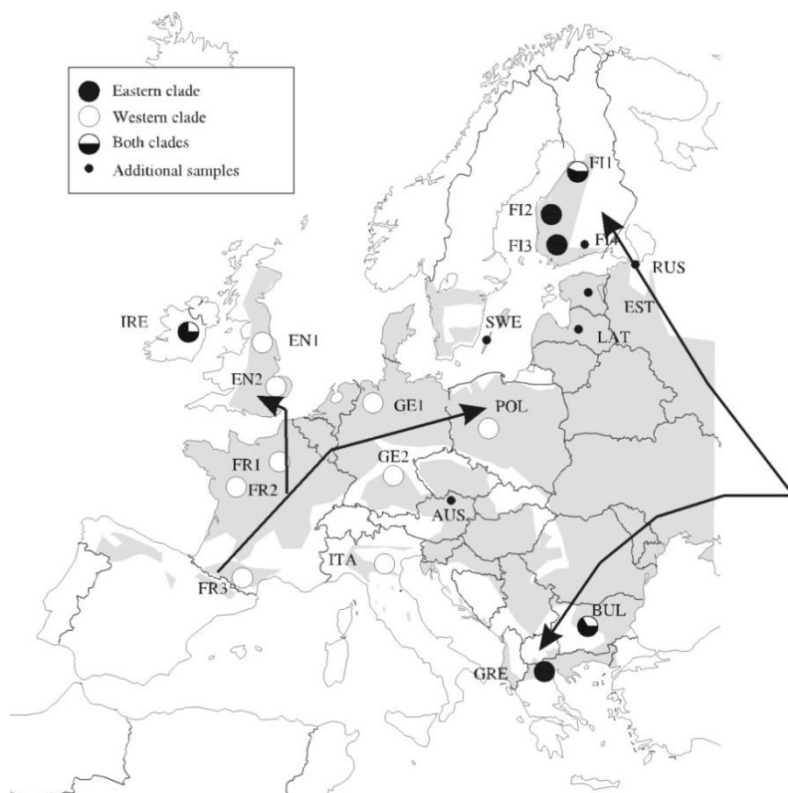 Eastern clade
Western clade
Both clades
Additional samples
FI1
FI2
FI3
FI4
RUS
EST
SWE
LAT
IRE
EN1
EN2
GE1
POL
GE2
FR1
FR2
AUS
ITA
FR3
BUL
GRE